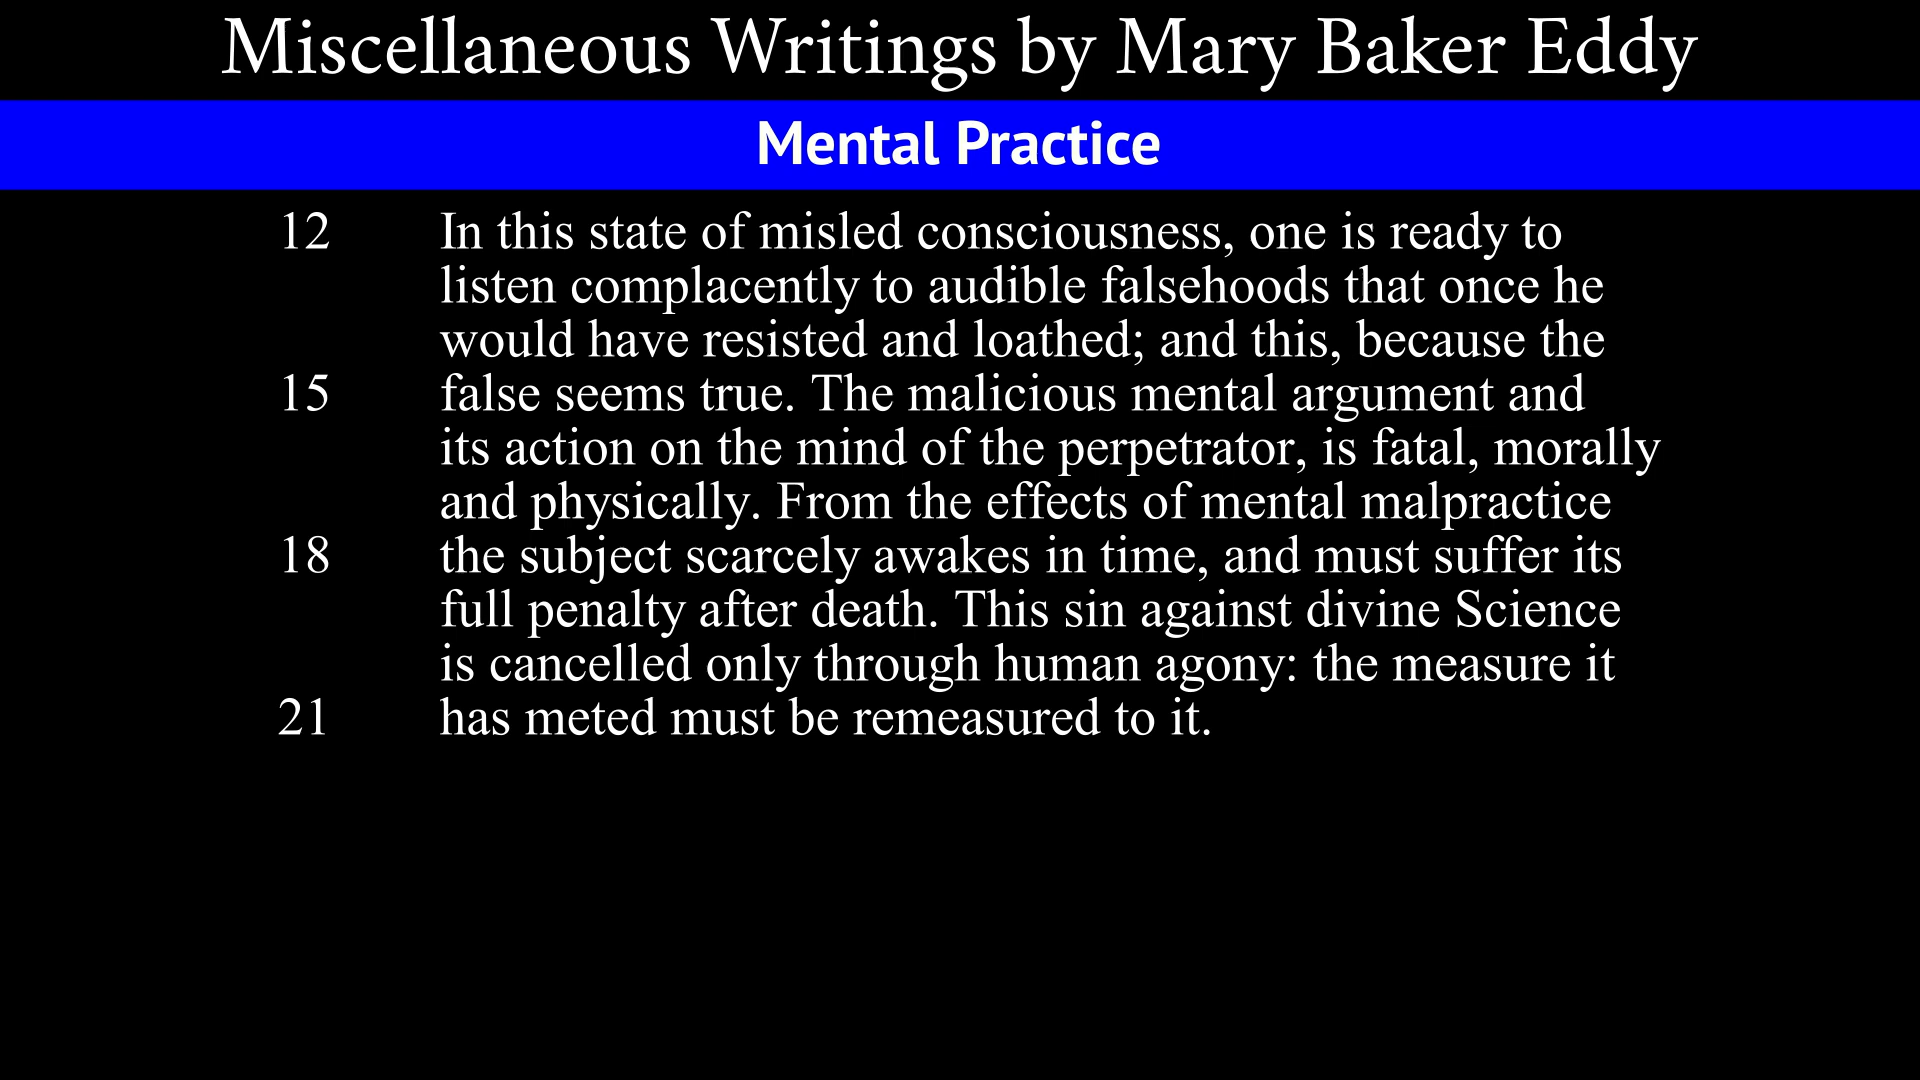 Miscellaneous Writings by Mary Baker Eddy
Mental Practice
12 In this state of misled consciousness, one is ready to
listen complacently to audible falsehoods that once he
would have resisted and loathed; and this, because the
15 false seems true. The malicious mental argument and
its action on the mind of the perpetrator, is fatal, morally
and physically. From the effects of mental malpractice
18 the subject scarcely awakes in time, and must suffer its
full penalty after death. This sin against divine Science
is cancelled only through human agony: the measure it
21 has meted must be remeasured to it.